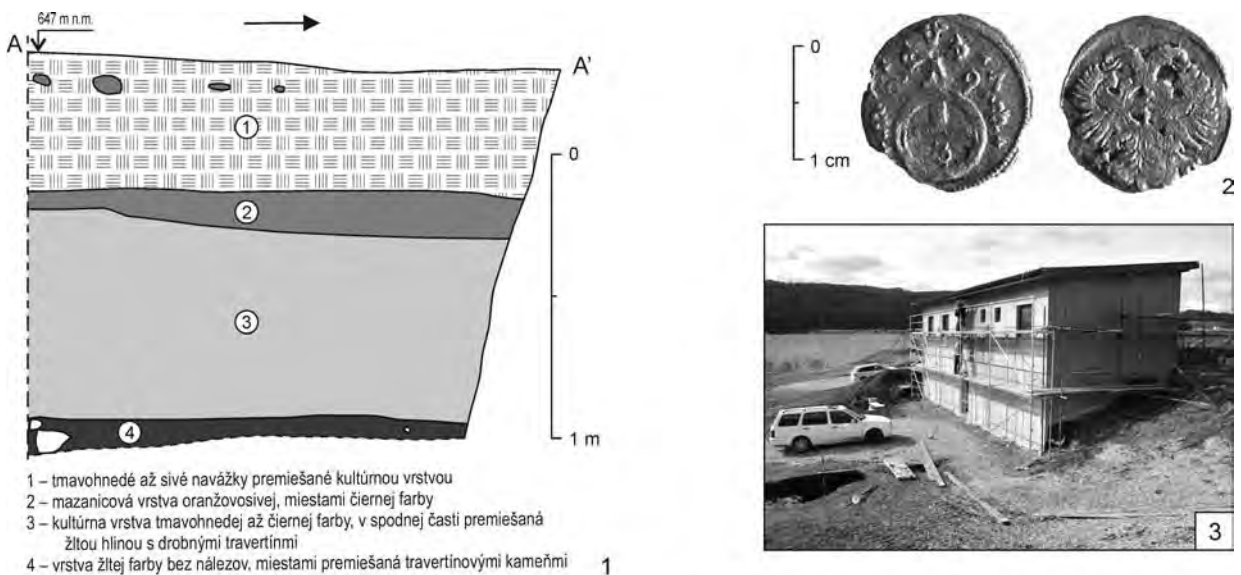 647 m n.m.
A
A'
1
2
3
4
0
1 m
1 – tmavohnedé až sivé navážky premiešané kultúrnou vrstvou
2 – mazanicová vrstva oranžovosivej, miestami čiernej farby
3 – kultúrna vrstva tmavohnedej až čiernej farby, v spodnej časti premiešaná
žltou hlinou s drobnými travertínmi
4 – vrstva žltej farby bez nálezov, miestami premiešaná travertínovými kameňmi
1
0
1 cm
2
3